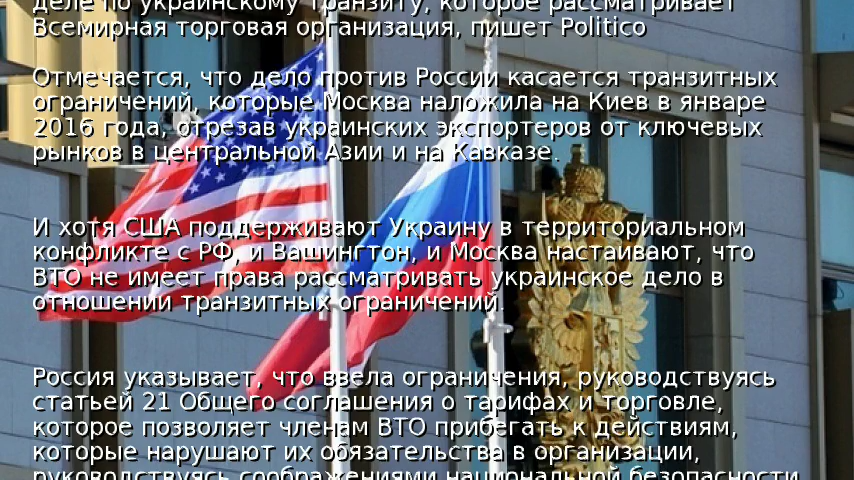 деле по украинскому транзиту, которое рассматривает
Всемирная торговая организация, пишет Politico
Отмечается, что дело против России касается транзитных
ограничений, которые Москва наложила на Киев в январе
2016 года, отрезав украинских экспортеров от ключевых
рынков в центральной Азии и на Кавказе.
И хотя США поддерживают Украину в территориальном
конфликте с РФ, и Вашингтон, и Москва настаивают, что
ВТО не имеет права рассматривать украинское дело в
отношении транзитных ограничений.
Россия указывает, что ввела ограничения, руководствуясь
статьей 21 Общего соглашения о тарифах и торговле,
которое позволяет членам ВТО прибегать к действиям,
которые нарушают их обязательства в организации,
руководствуясь соображениями национальной безопасности